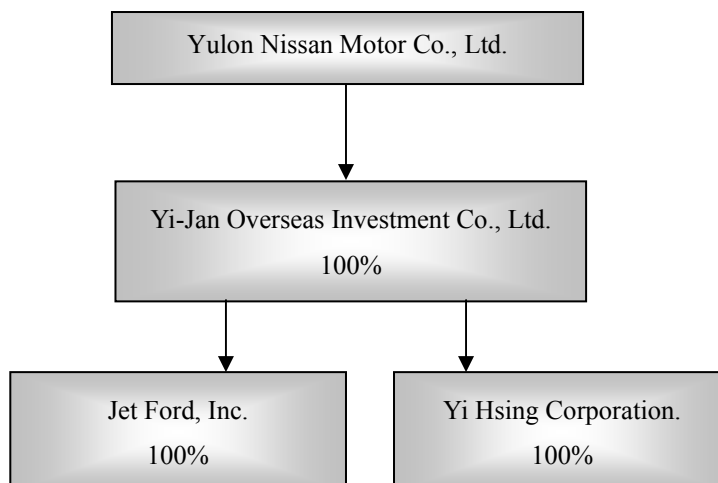 Yulon Nissan Motor Co., Ltd.
Yi-Jan Overseas Investment Co., Ltd.
100%
Jet Ford, Inc.
100%
Yi Hsing Corporation.
100%